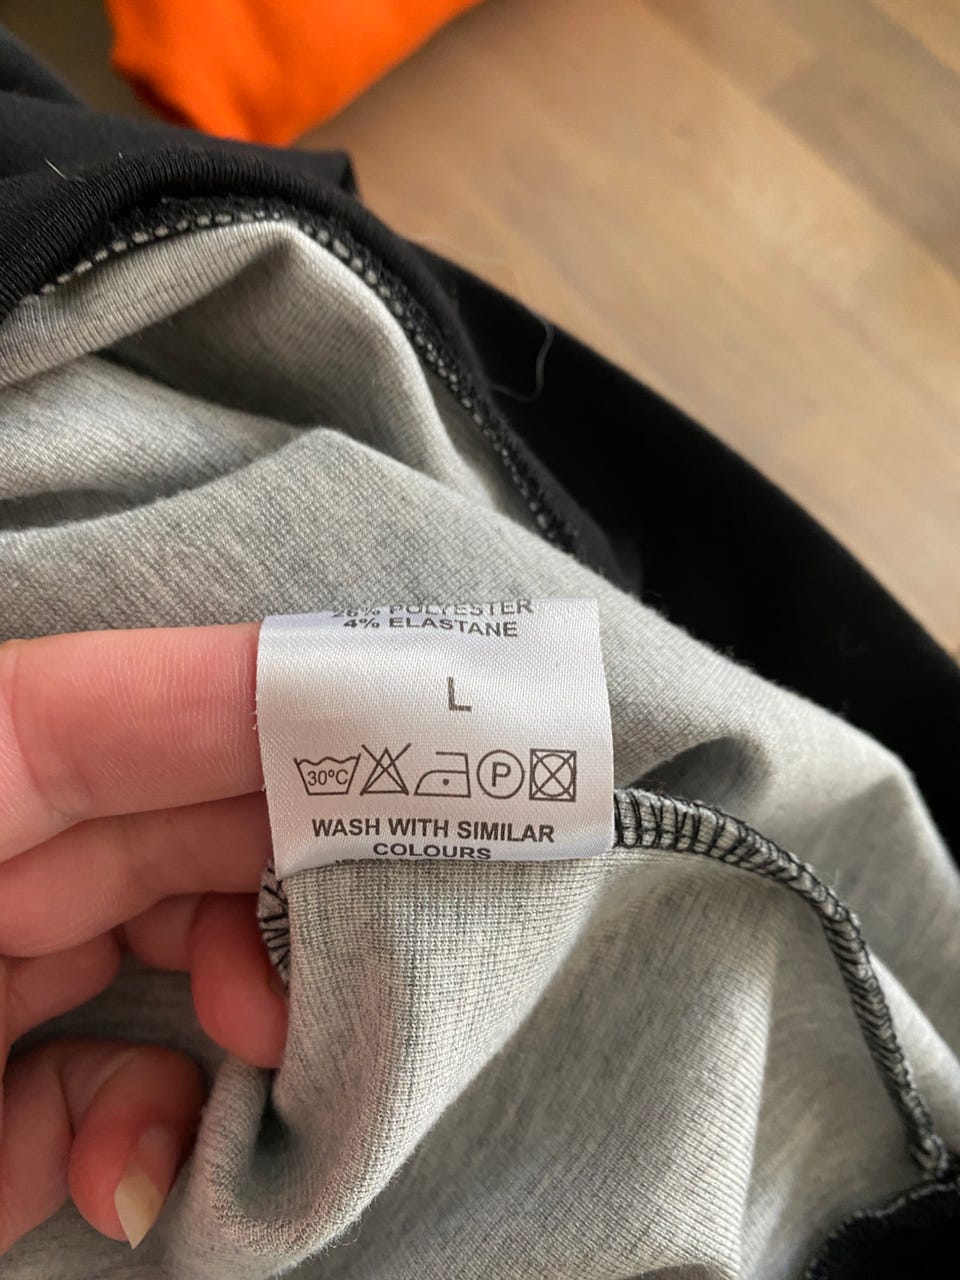 POLYESTER
4% ELASTANE
L
30°C P
WASH WITH SIMILAR
COLOURS